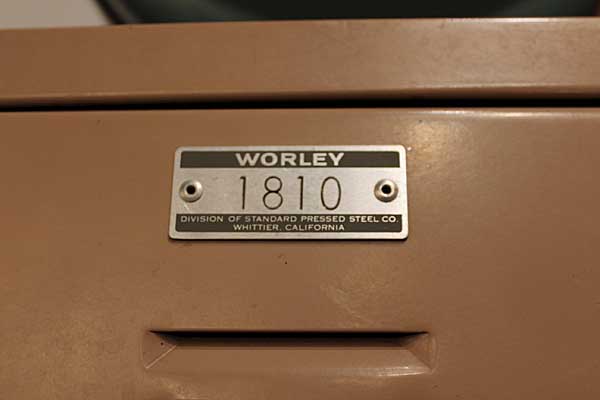 WORLEY
1810
DIVISION OF STANDARD PRESSED STEEL CO.
WHITTIER, CALIFORNIA